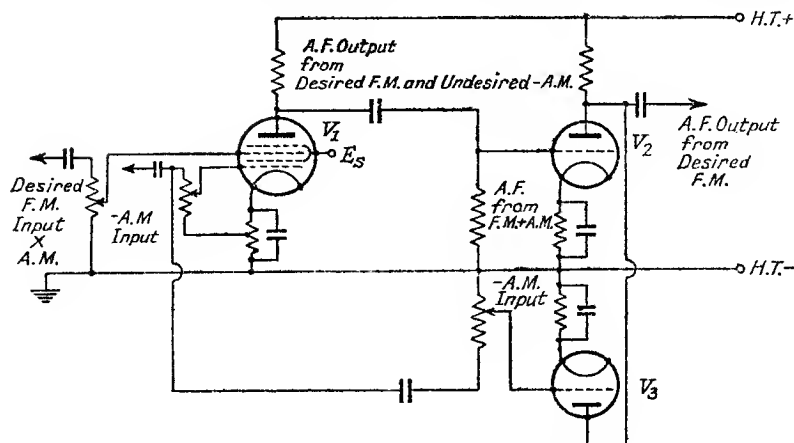 H.T.+
A.F. Output
from
Desired F.M. and Undesired -A.M.
V1
Es
V2
A.F. Output
from
Desired
F.M.
Desired
F.M.
Input
X
A.M.
-A.M
Input
A.F.
from
F.M.+A.M.
H.T.-
-A.M.
Input
V3